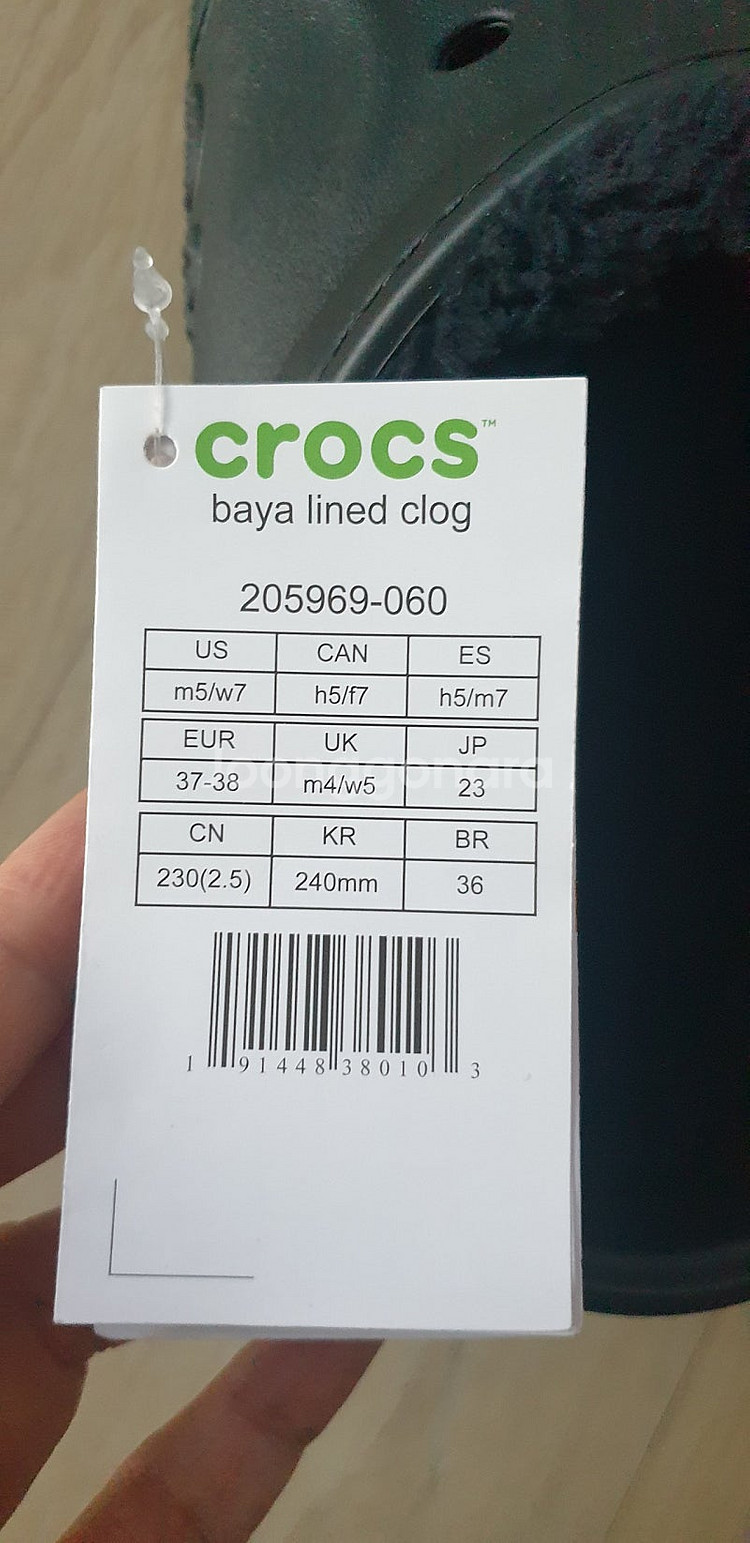 crocs™
baya lined clog
205969-060
US CAN ES
m5/w7 h5/f7 h5/m7
EUR UK JP
37-38 m4/w5 23
CN KR BR
230(2.5) 240mm 36
1 91448 38010 3